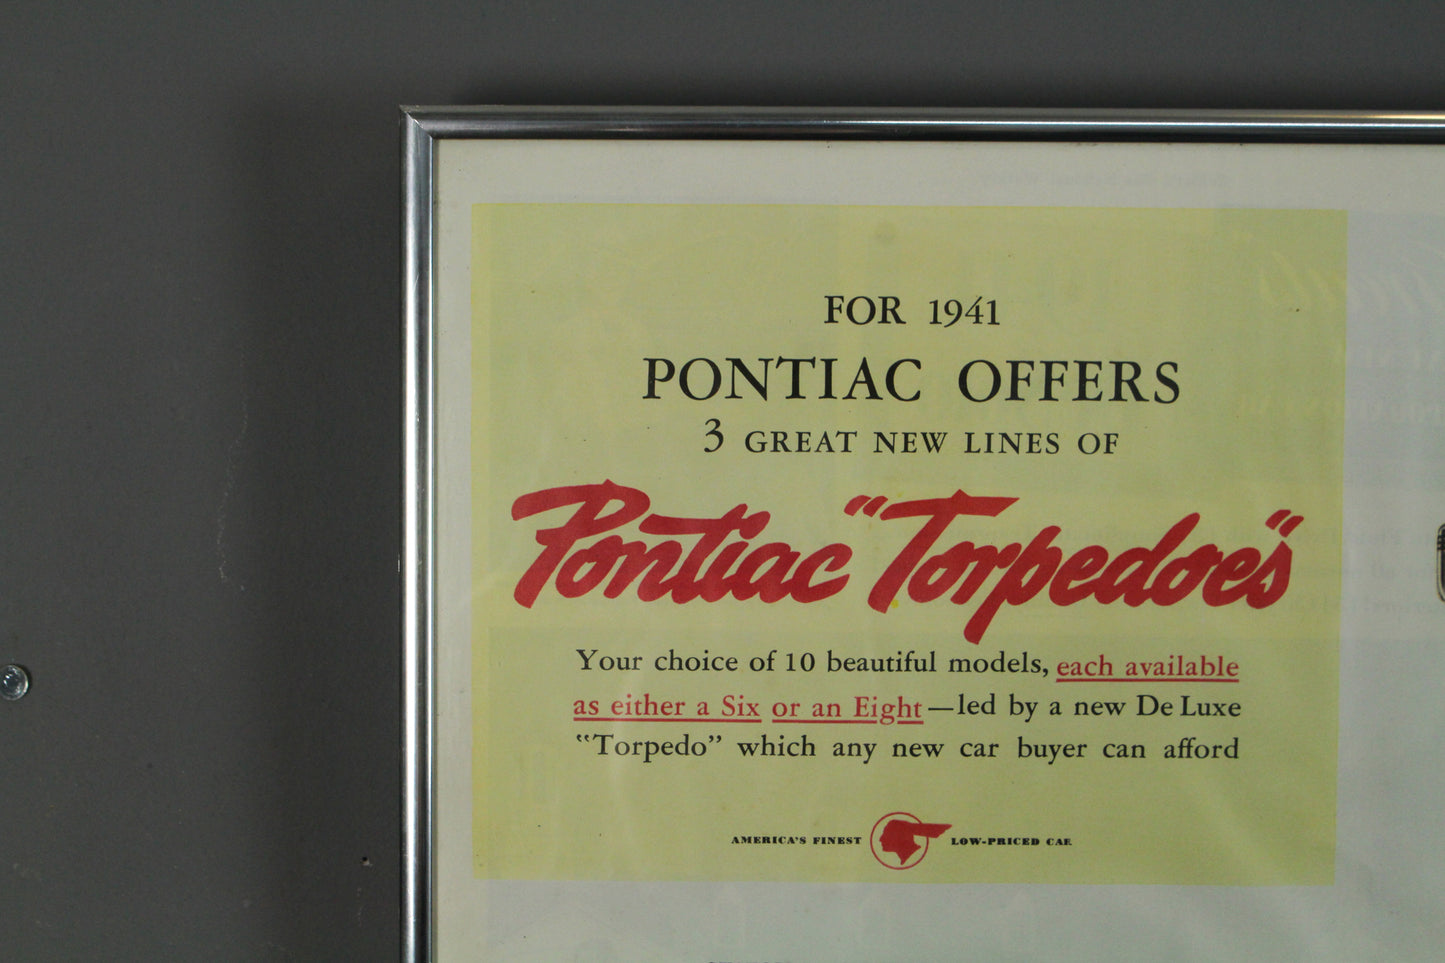 FOR 1941
PONTIAC OFFERS
3 GREAT NEW LINES OF
Pontiac "Torpedoes"
Your choice of 10 beautiful models, each available
as either a Six or an Eight—led by a new De Luxe
"Torpedo" which any new car buyer can afford
AMERICA'S FINEST LOW-PRICED CAR